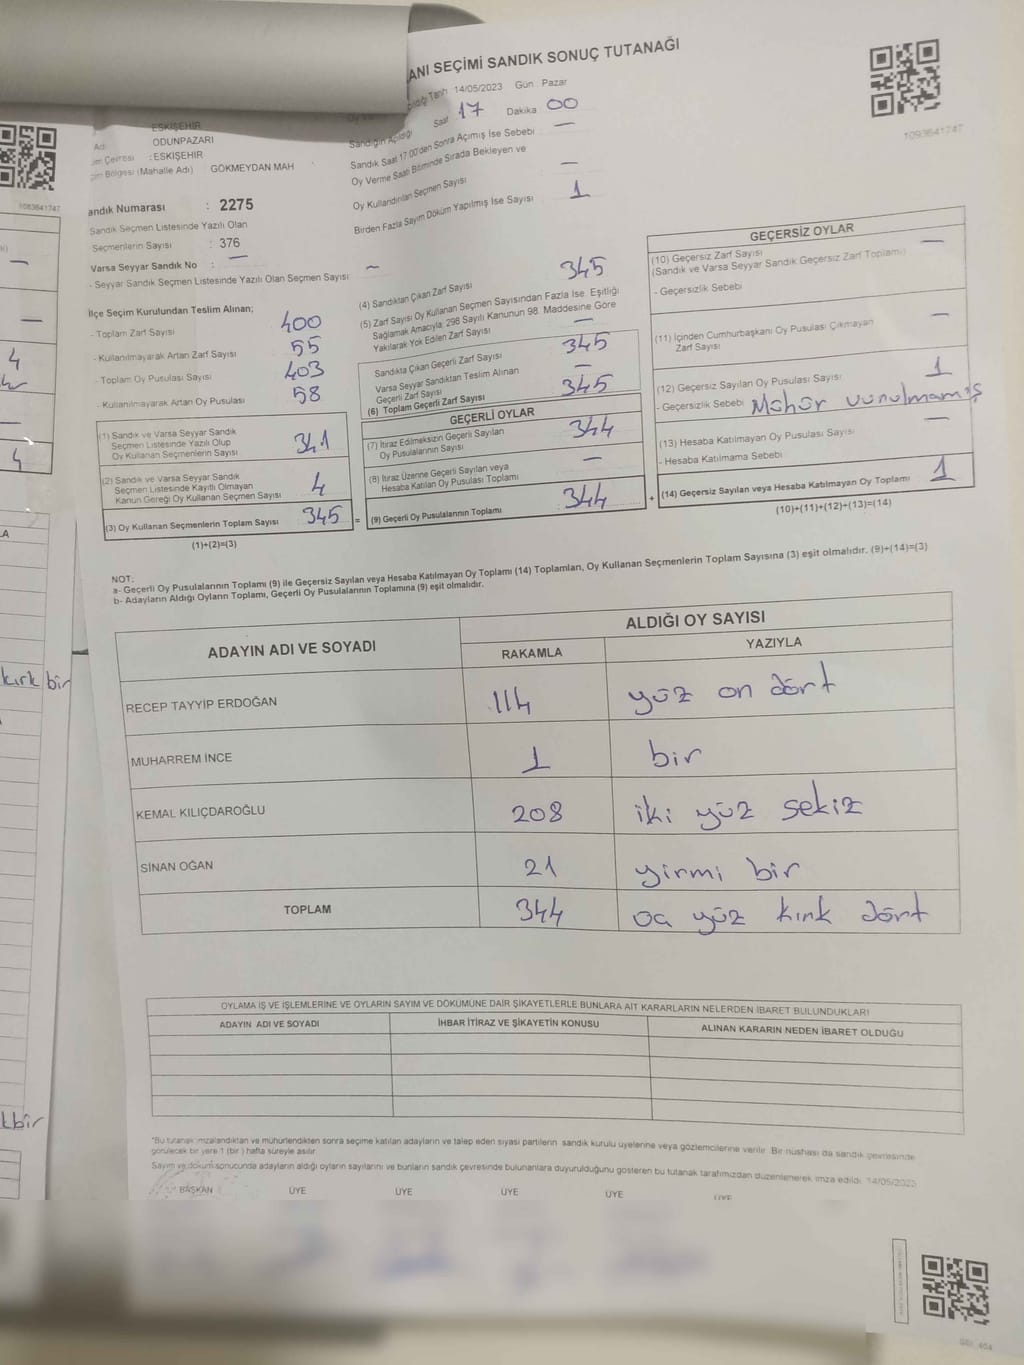 ANI SEÇİMİ SANDIK SONUÇ TUTANAĞI
Tarih 14/05/2023 Gün Pazar
Saat 17 Dakika 00
ESKİŞEHİR
Adı ODUNPAZARI
Çevresi : ESKİŞEHİR
Bölgesi (Mahalle Adı) GÖKMEYDAN MAH
Sandığın Açıldığı
Sandık Saat 17.00'den Sonra Açımış İse Sebebi —
Oy Verme Saati Bitiminde Sırada Bekleyen ve
Oy Kullandırılan Seçmen Sayısı —
Birden Fazla Sayım Döküm Yapılmış İse Sayısı 1
1093641747
1093641747
andık Numarası : 2275
Sandık Seçmen Listesinde Yazılı Olan
Seçmenlerin Sayısı : 376
Varsa Seyyar Sandık No : —
- Seyyar Sandık Seçmen Listesinde Yazılı Olan Seçmen Sayısı —
İlçe Seçim Kurulundan Teslim Alınan;
- Toplam Zarf Sayısı 400
- Kullanılmayarak Artan Zarf Sayısı 55
- Toplam Oy Pusulası Sayısı 403
- Kullanılmayarak Artan Oy Pusulası 58
(1) Sandık ve Varsa Seyyar Sandık
Seçmen Listesinde Yazılı Olup
Oy Kullanan Seçmenlerin Sayısı 341
(2) Sandık ve Varsa Seyyar Sandık
Seçmen Listesinde Kayıtlı Olmayan
Kanun Gereği Oy Kullanan Seçmen Sayısı 4
(3) Oy Kullanan Seçmenlerin Toplam Sayısı 345
(1)+(2)=(3)
(4) Sandıktan Çıkan Zarf Sayısı 345
(5) Zarf Sayısı Oy Kullanan Seçmen Sayısından Fazla İse, Eşitliği
Sağlamak Amacıyla; 298 Sayılı Kanunun 98. Maddesine Göre
Yakılarak Yok Edilen Zarf Sayısı —
Sandıkta Çıkan Geçerli Zarf Sayısı 345
Varsa Seyyar Sandıktan Teslim Alınan
Geçerli Zarf Sayısı —
(6) Toplam Geçerli Zarf Sayısı 345
GEÇERLİ OYLAR
(7) İtiraz Edilmeksizin Geçerli Sayılan
Oy Pusulalarının Sayısı 344
(8) İtiraz Üzerine Geçerli Sayılan veya
Hesaba Katılan Oy Pusulası Toplamı —
= (9) Geçerli Oy Pusulalarının Toplamı 344
GEÇERSİZ OYLAR
(10) Geçersiz Zarf Sayısı —
(Sandık ve Varsa Seyyar Sandık Geçersiz Zarf Toplamı)
- Geçersizlik Sebebi
(11) İçinden Cumhurbaşkanı Oy Pusulası Çıkmayan
Zarf Sayısı —
(12) Geçersiz Sayılan Oy Pusulası Sayısı 1
- Geçersizlik Sebebi Mühür vurulmamış
(13) Hesaba Katılmayan Oy Pusulası Sayısı —
- Hesaba Katılmama Sebebi
+ (14) Geçersiz Sayılan veya Hesaba Katılmayan Oy Toplamı 1
(10)+(11)+(12)+(13)=(14)
NOT:
a- Geçerli Oy Pusulalarının Toplamı (9) ile Geçersiz Sayılan veya Hesaba Katılmayan Oy Toplamı (14) Toplamları, Oy Kullanan Seçmenlerin Toplam Sayısına (3) eşit olmalıdır. (9)+(14)=(3)
b- Adayların Aldığı Oyların Toplamı, Geçerli Oy Pusulalarının Toplamına (9) eşit olmalıdır.
ADAYIN ADI VE SOYADI ALDIĞI OY SAYISI
RAKAMLA YAZIYLA
RECEP TAYYİP ERDOĞAN 114 yüz on dört
MUHARREM İNCE 1 bir
KEMAL KILIÇDAROĞLU 208 iki yüz sekiz
SİNAN OĞAN 21 yirmi bir
TOPLAM 344 üç yüz kırk dört
OYLAMA İŞ VE İŞLEMLERİNE VE OYLARIN SAYIM VE DÖKÜMÜNE DAİR ŞİKAYETLERLE BUNLARA AİT KARARLARIN NELERDEN İBARET BULUNDUKLARI
ADAYIN ADI VE SOYADI İHBAR İTİRAZ VE ŞİKAYETİN KONUSU ALINAN KARARIN NEDEN İBARET OLDUĞU
*Bu tutanak imzalandıktan ve mühürlendikten sonra seçime katılan adayların ve talep eden siyasi partilerin sandık kurulu üyelerine veya gözlemcilerine verilir. Bir nüshası da sandık çevresinde
görülecek bir yere 1 (bir) hafta süreyle asılır.
Sayım ve döküm sonucunda adayların aldığı oyların sayılarını ve bunların sandık çevresinde bulunanlara duyurulduğunu gösteren bu tutanak tarafımızdan düzenlenerek imza edildi. 14/05/2023
BAŞKAN ÜYE ÜYE ÜYE ÜYE ÜYE
4
4
kırk bir